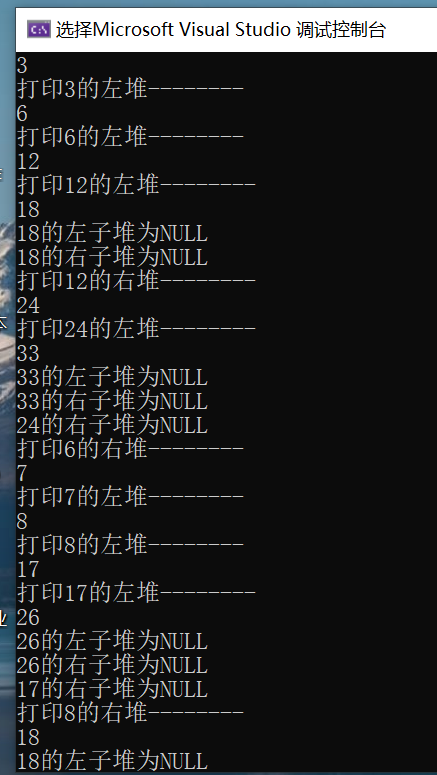 C:\
选择Microsoft Visual Studio 调试控制台
3
打印3的左堆--------
6
打印6的左堆--------
12
打印12的左堆--------
18
18的左子堆为NULL
18的右子堆为NULL
打印12的右堆--------
24
打印24的左堆--------
33
33的左子堆为NULL
33的右子堆为NULL
24的右子堆为NULL
打印6的右堆--------
7
打印7的左堆--------
8
打印8的左堆--------
17
打印17的左堆--------
26
26的左子堆为NULL
26的右子堆为NULL
17的右子堆为NULL
打印8的右堆--------
18
18的左子堆为NULL